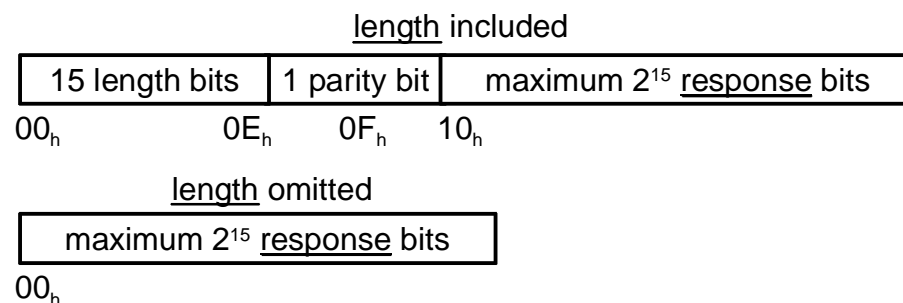 length included
15 length bits 1 parity bit maximum 2¹⁵ response bits
00ₕ 0Eₕ 0Fₕ 10ₕ
length omitted
maximum 2¹⁵ response bits
00ₕ